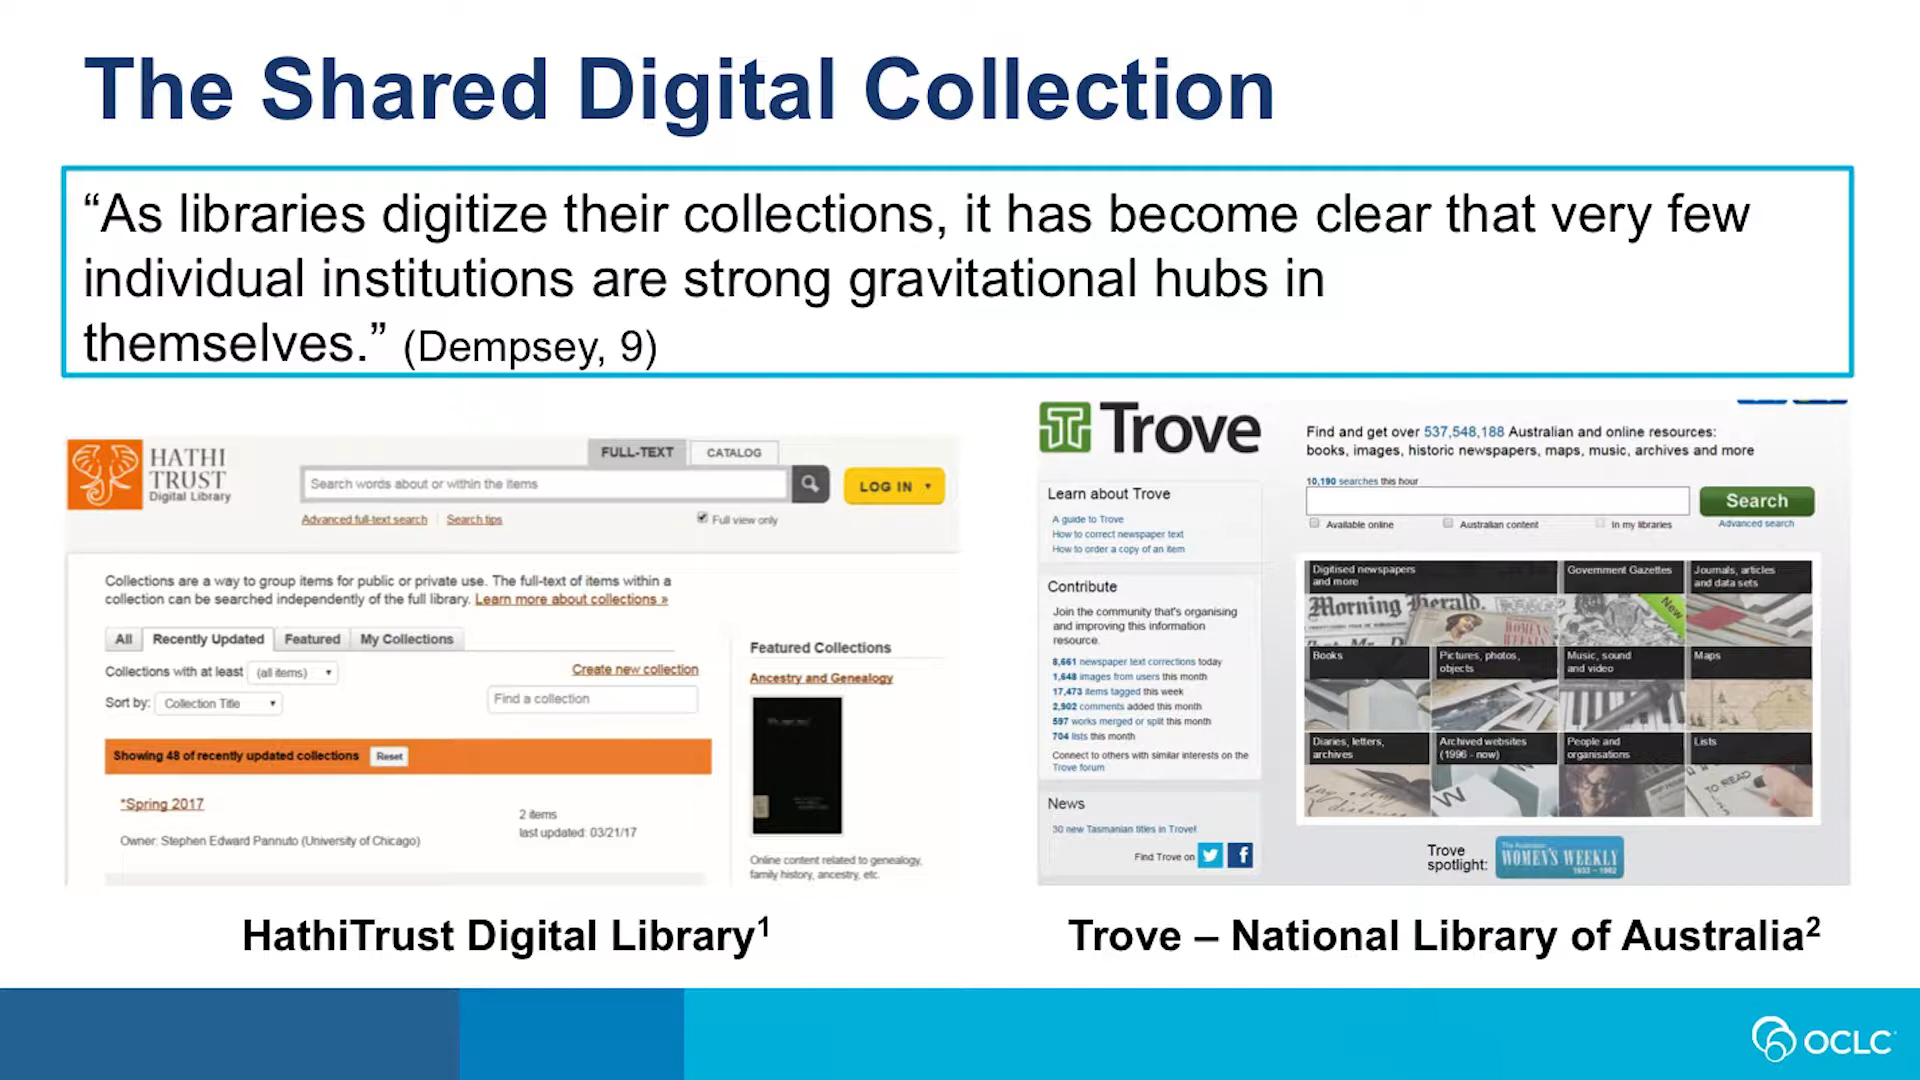 The Shared Digital Collection
“As libraries digitize their collections, it has become clear that very few
individual institutions are strong gravitational hubs in
themselves.” (Dempsey, 9)
HATHI
TRUST
Digital Library
FULL-TEXT
CATALOG
Search words about or within the items
LOG IN
Advanced full-text search
Search tips
Full view only
Collections are a way to group items for public or private use. The full-text of items within a
collection can be searched independently of the full library. Learn more about collections »
All
Recently Updated
Featured
My Collections
Collections with at least (all items)
Create new collection
Sort by: Collection Title
Find a collection
Showing 48 of recently updated collections
Reset
*Spring 2017
2 items
last updated: 03/21/17
Owner: Stephen Edward Pannuto (University of Chicago)
Featured Collections
Ancestry and Genealogy
Online content related to genealogy,
family history, ancestry, etc.
HathiTrust Digital Library¹
Trove
Find and get over 537,548,188 Australian and online resources:
books, images, historic newspapers, maps, music, archives and more
10,190 searches this hour
Search
Available online
Australian content
In my libraries
Advanced search
Learn about Trove
A guide to Trove
How to correct newspaper text
How to order a copy of an item
Contribute
Join the community that's organising
and improving this information
resource.
8,661 newspaper text corrections today
1,648 images from users this month
17,473 items tagged this week
2,902 comments added this month
597 works merged or split this month
704 lists this month
Connect to others with similar interests on the
Trove forum
News
30 new Tasmanian titles in Trove!
Find Trove on
Digitised newspapers
and more
Government Gazettes
Journals, articles
and data sets
Morning Herald.
WOMEN'S
WEEKLY
New
Books
Pictures, photos,
objects
Music, sound
and video
Maps
Diaries, letters,
archives
Archived websites
(1996 - now)
People and
organisations
Lists
W
TO READ
Trove
spotlight:
The Australian
WOMEN'S WEEKLY
1933 – 1982
Trove – National Library of Australia²
OCLC